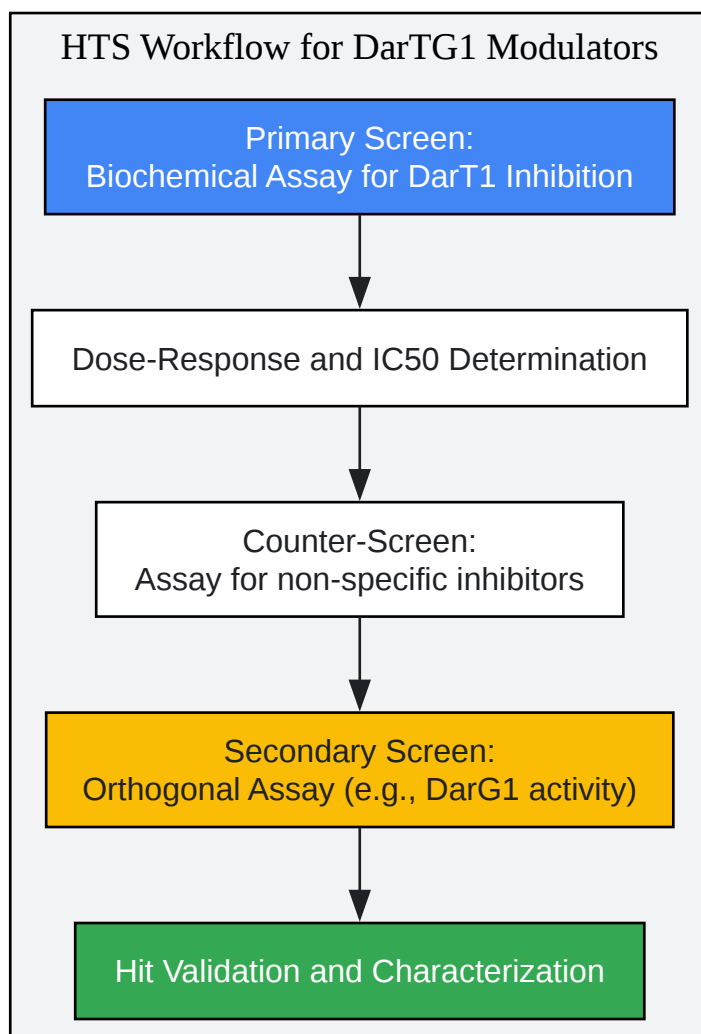 HTS Workflow for DarTG1 Modulators
Primary Screen:
Biochemical Assay for DarT1 Inhibition
Dose-Response and IC50 Determination
Counter-Screen:
Assay for non-specific inhibitors
Secondary Screen:
Orthogonal Assay (e.g., DarG1 activity)
Hit Validation and Characterization